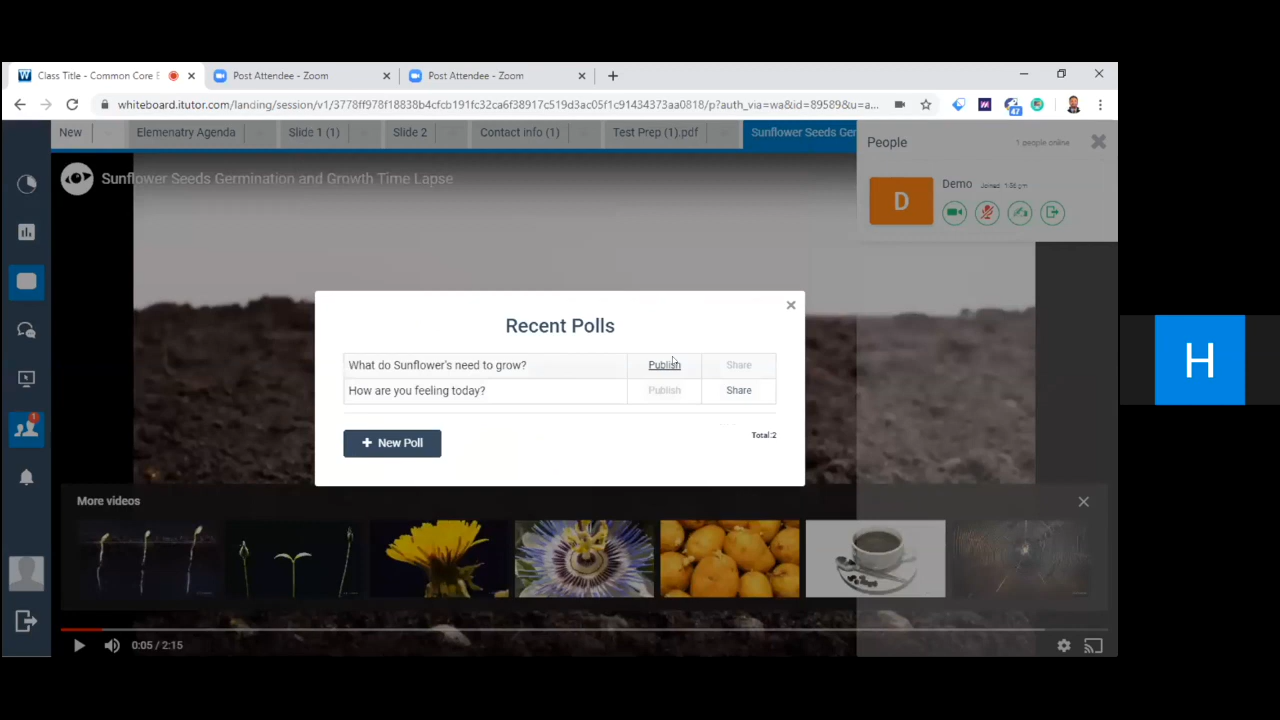 Class Title - Common Core E
Post Attendee - Zoom
Post Attendee - Zoom
whiteboard.itutor.com/landing/session/v1/3778ff978f18838b4cfcb191fc32ca6f38917c519d3ac05f1c91434373aa0818/p?auth_via=wa&id=89589&u=a...
47
New
Elemenatry Agenda
Slide 1 (1)
Slide 2
Contact info (1)
Test Prep (1).pdf
Sunflower Seeds Ger
People
1 people online
Sunflower Seeds Germination and Growth Time Lapse
D
Demo Joined: 1:56 pm
Recent Polls
What do Sunflower's need to grow? Publish Share
How are you feeling today? Publish Share
+ New Poll
Total:2
H
1
More videos
0:05 / 2:15